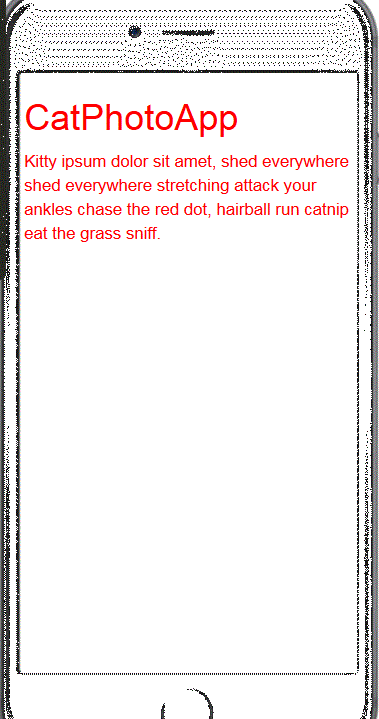 CatPhotoApp
Kitty ipsum dolor sit amet, shed everywhere
shed everywhere stretching attack your
ankles chase the red dot, hairball run catnip
eat the grass sniff.